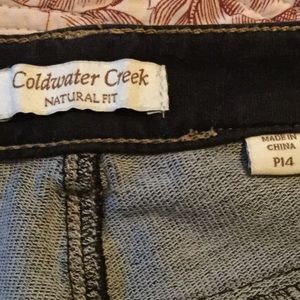 Coldwater Creek
NATURAL FIT
MADE IN
CHINA
P14